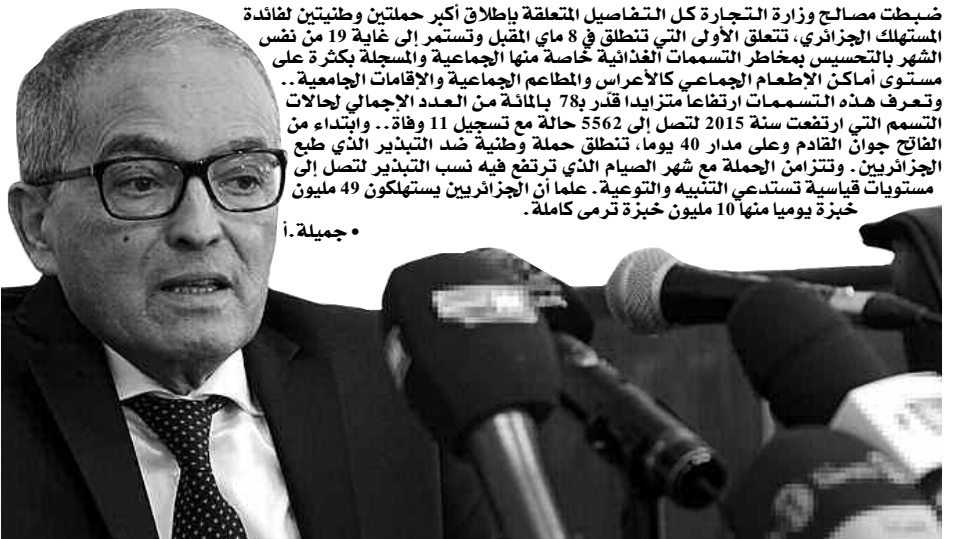 ضبطت مصالح وزارة التجارة كل التفاصيل المتعلقة بإطلاق أكبر حملتين وطنيتين لفائدة
المستهلك الجزائري، تتعلق الأولى التي تنطلق في 8 ماي المقبل وتستمر إلى غاية 19 من نفس
الشهر بالتحسيس بمخاطر التسممات الغذائية خاصة منها الجماعية والمسجلة بكثرة على
مستوى أماكن الإطعام الجماعي كالأعراس والمطاعم الجماعية والإقامات الجامعية..
وتعرف هذه التسممات ارتفاعا متزايدا قدّر بـ78 بالمائة من العدد الإجمالي لحالات
التسمم التي ارتفعت سنة 2015 لتصل إلى 5562 حالة مع تسجيل 11 وفاة.. وابتداء من
الفاتح جوان القادم وعلى مدار 40 يوما، تنطلق حملة وطنية ضد التبذير الذي طبع
الجزائريين. وتتزامن الحملة مع شهر الصيام الذي ترتفع فيه نسب التبذير لتصل إلى
مستويات قياسية تستدعي التنبيه والتوعية. علما أن الجزائريين يستهلكون 49 مليون
خبزة يوميا منها 10 مليون خبزة ترمى كاملة.
• جميلة.أ